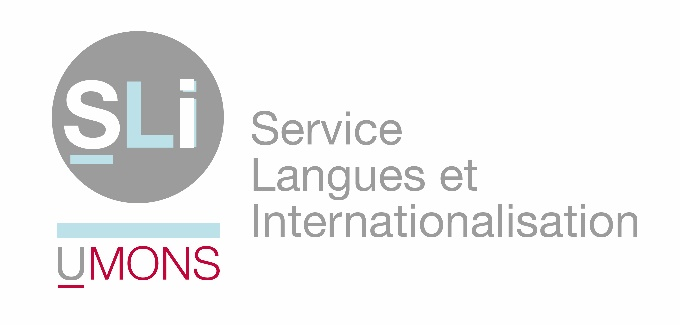 SLi
UMONS
Service
Langues et
Internationalisation